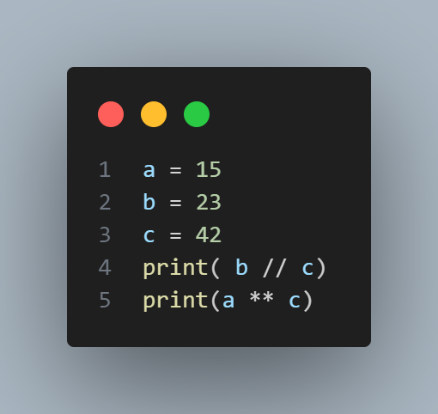 1 a = 15
2 b = 23
3 c = 42
4 print( b // c)
5 print(a ** c)